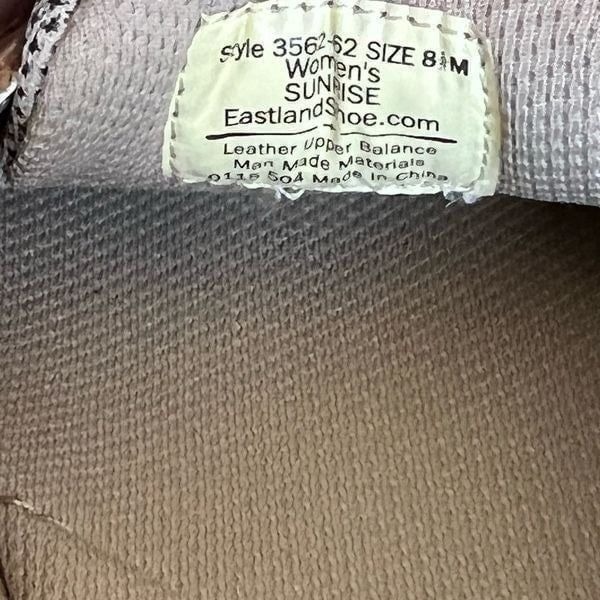 Style 3562-62 SIZE 8½M
Women's
SUNRISE
EastlandShoe.com
Leather Upper Balance
Man Made Materials
0115 504 Made in China